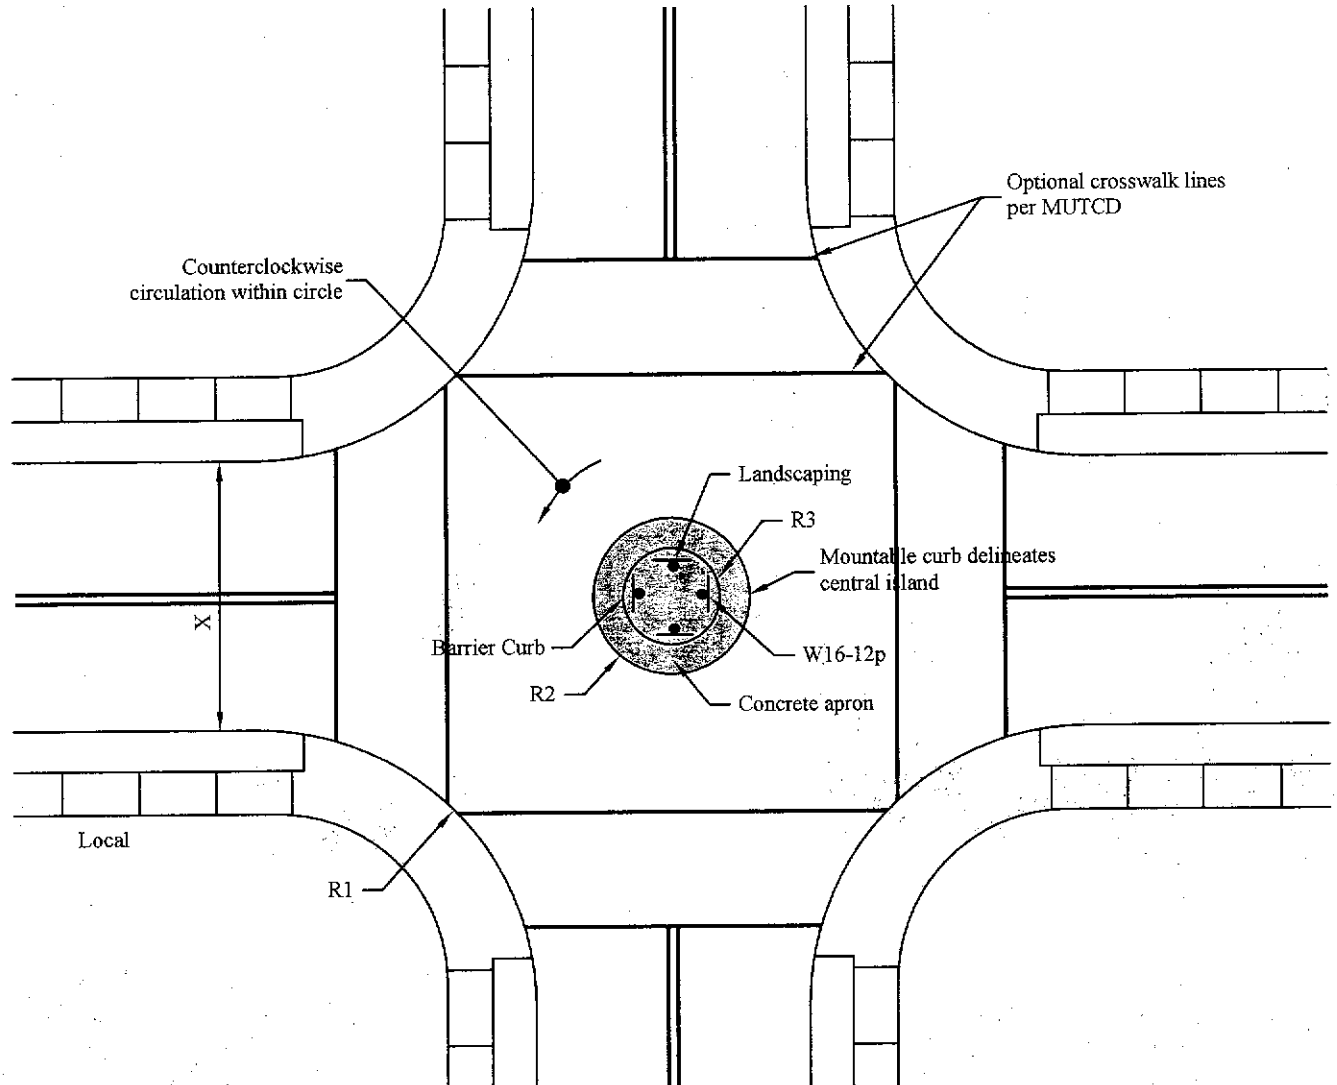 Optional crosswalk lines
per MUTCD
Counterclockwise
circulation within circle
Landscaping
R3
Mountable curb delineates
central island
X
Barrier Curb
W16-12p
R2
Concrete apron
Local
R1